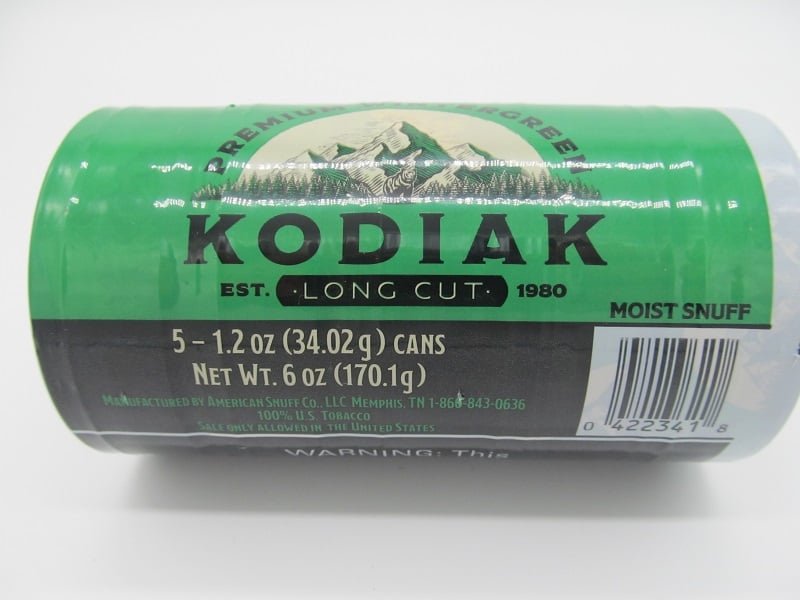 PREMIUM WINTERGREEN
KODIAK
EST. ·LONG CUT· 1980
MOIST SNUFF
5 – 1.2 OZ (34.02 g) CANS
NET WT. 6 OZ (170.1g)
MANUFACTURED BY AMERICAN SNUFF CO., LLC MEMPHIS, TN 1-866-843-0636
100% U.S. TOBACCO
SALE ONLY ALLOWED IN THE UNITED STATES
0 422341 8
WARNING: This